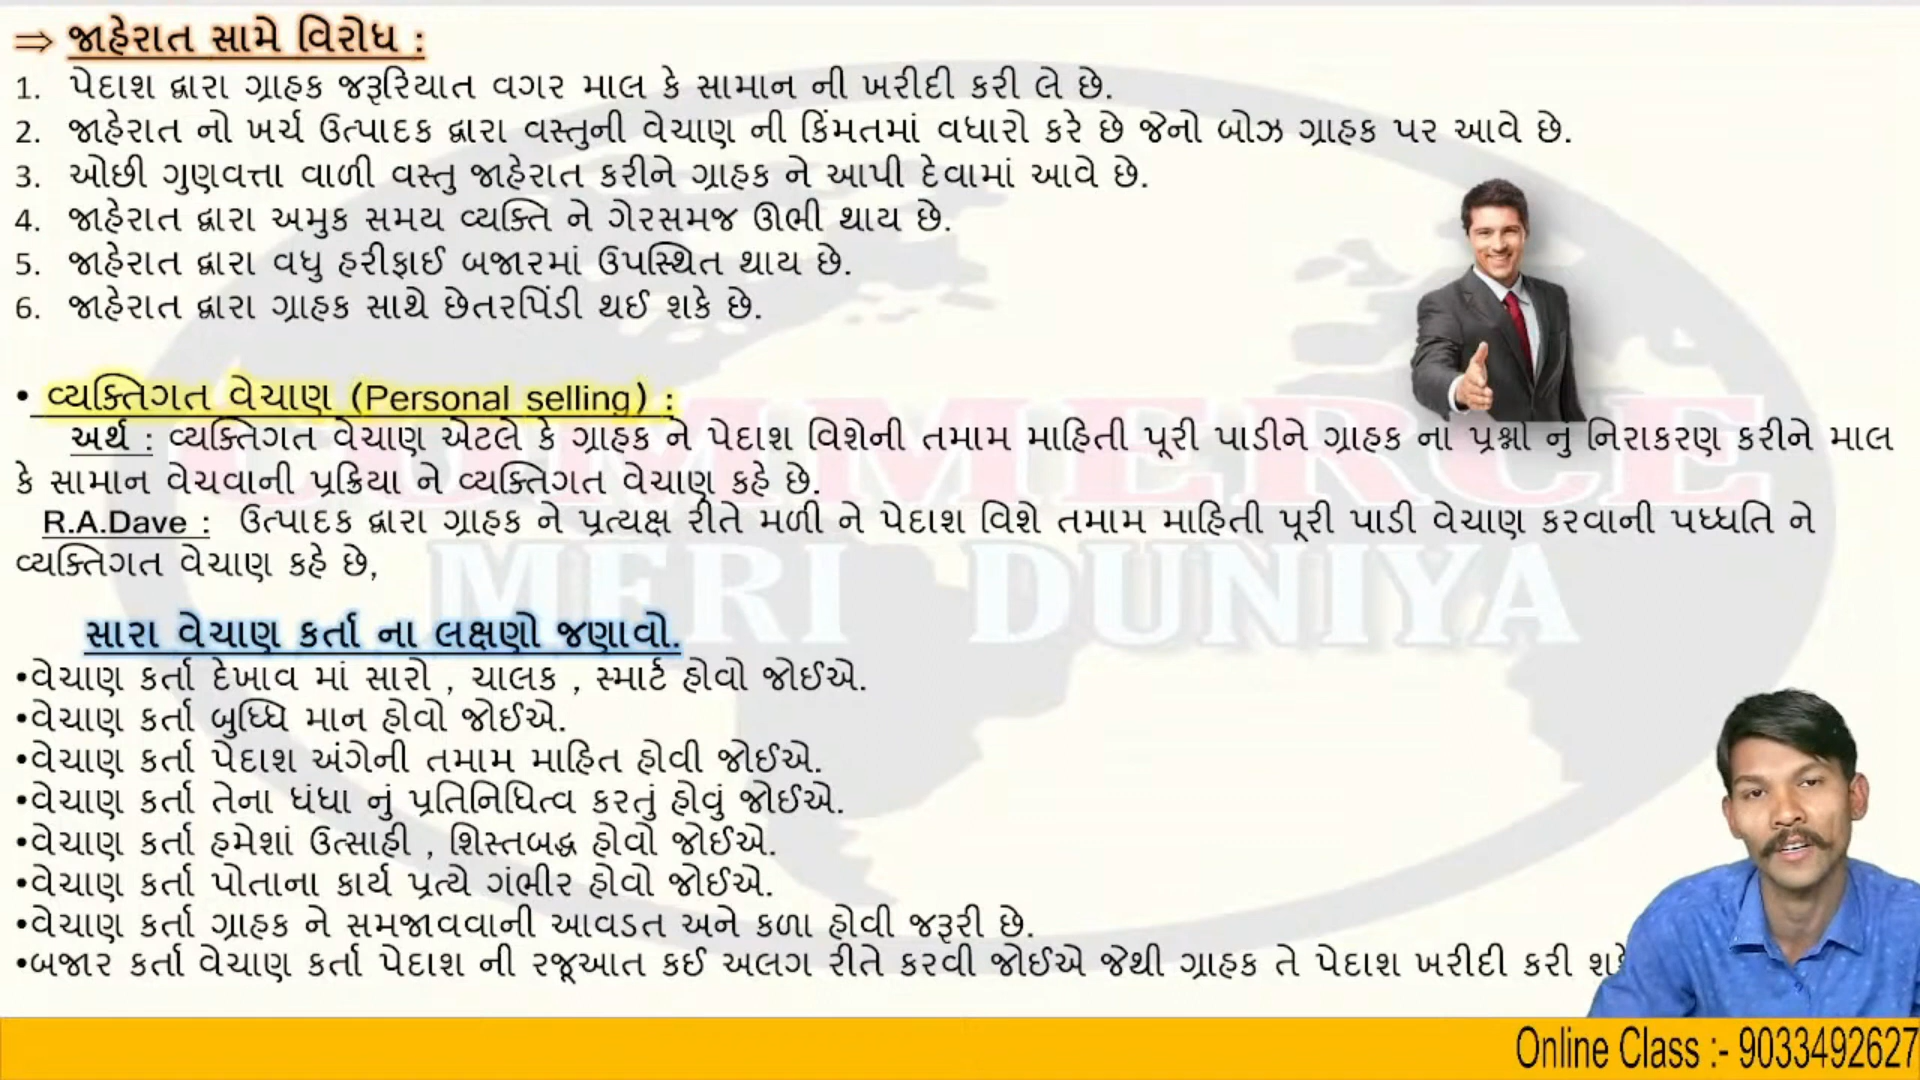 ⇒ જાહેરાત સામે વિરોધ :
1. પેદાશ દ્વારા ગ્રાહક જરૂરિયાત વગર માલ કે સામાન ની ખરીદી કરી લે છે.
2. જાહેરાત નો ખર્ચ ઉત્પાદક દ્વારા વસ્તુની વેચાણ ની કિંમતમાં વધારો કરે છે જેનો બોઝ ગ્રાહક પર આવે છે.
3. ઓછી ગુણવત્તા વાળી વસ્તુ જાહેરાત કરીને ગ્રાહક ને આપી દેવામાં આવે છે.
4. જાહેરાત દ્વારા અમુક સમય વ્યક્તિ ને ગેરસમજ ઊભી થાય છે.
5. જાહેરાત દ્વારા વધુ હરીફાઈ બજારમાં ઉપસ્થિત થાય છે.
6. જાહેરાત દ્વારા ગ્રાહક સાથે છેતરપિંડી થઈ શકે છે.
• વ્યક્તિગત વેચાણ (Personal selling) :
અર્થ : વ્યક્તિગત વેચાણ એટલે કે ગ્રાહક ને પેદાશ વિશેની તમામ માહિતી પૂરી પાડીને ગ્રાહક ના પ્રશ્નો નું નિરાકરણ કરીને માલ
કે સામાન વેચવાની પ્રક્રિયા ને વ્યક્તિગત વેચાણ કહે છે.
R.A.Dave : ઉત્પાદક દ્વારા ગ્રાહક ને પ્રત્યક્ષ રીતે મળી ને પેદાશ વિશે તમામ માહિતી પૂરી પાડી વેચાણ કરવાની પધ્ધતિ ને
વ્યક્તિગત વેચાણ કહે છે,
સારા વેચાણ કર્તા ના લક્ષણો જણાવો.
•વેચાણ કર્તા દેખાવ માં સારો , ચાલક , સ્માર્ટ હોવો જોઈએ.
•વેચાણ કર્તા બુધ્ધિ માન હોવો જોઈએ.
•વેચાણ કર્તા પેદાશ અંગેની તમામ માહિત હોવી જોઈએ.
•વેચાણ કર્તા તેના ધંધા નું પ્રતિનિધિત્વ કરતું હોવું જોઈએ.
•વેચાણ કર્તા હમેશાં ઉત્સાહી , શિસ્તબદ્ધ હોવો જોઈએ.
•વેચાણ કર્તા પોતાના કાર્ય પ્રત્યે ગંભીર હોવો જોઈએ.
•વેચાણ કર્તા ગ્રાહક ને સમજાવવાની આવડત અને કળા હોવી જરૂરી છે.
•બજાર કર્તા વેચાણ કર્તા પેદાશ ની રજૂઆત કઈ અલગ રીતે કરવી જોઈએ જેથી ગ્રાહક તે પેદાશ ખરીદી કરી
COMMERCE
MERI DUNIYA
Online Class :- 9033492627